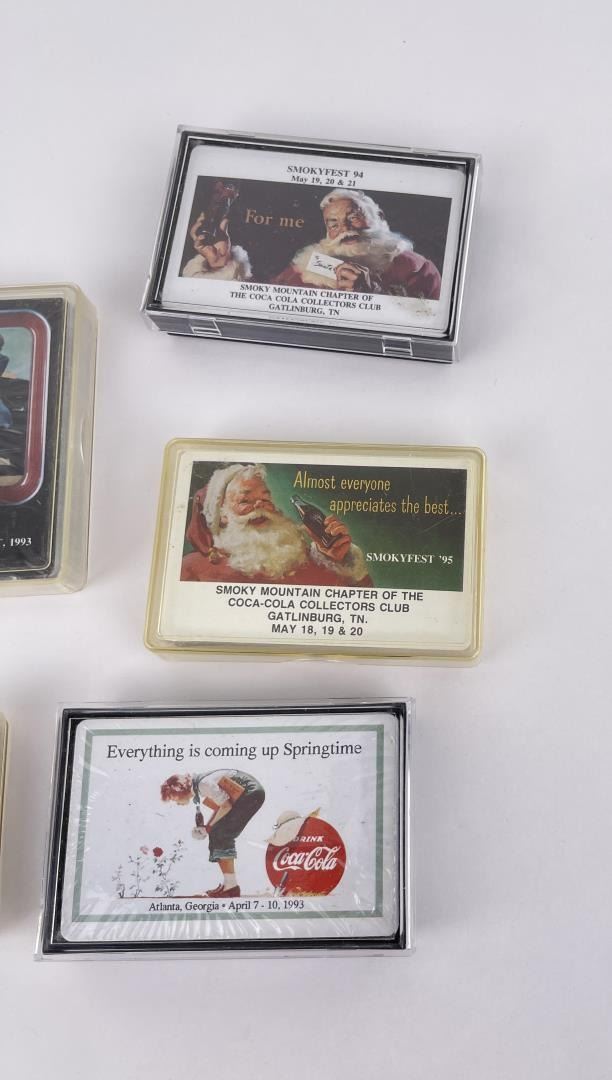 SMOKYFEST 94
May 19, 20 & 21
For me
Santa
SMOKY MOUNTAIN CHAPTER OF
THE COCA COLA COLLECTORS CLUB
GATLINBURG, TN
, 1993
Almost everyone
appreciates the best...
SMOKYFEST '95
SMOKY MOUNTAIN CHAPTER OF THE
COCA-COLA COLLECTORS CLUB
GATLINBURG, TN.
MAY 18, 19 & 20
Everything is coming up Springtime
DRINK
Coca-Cola
Atlanta, Georgia • April 7 - 10, 1993